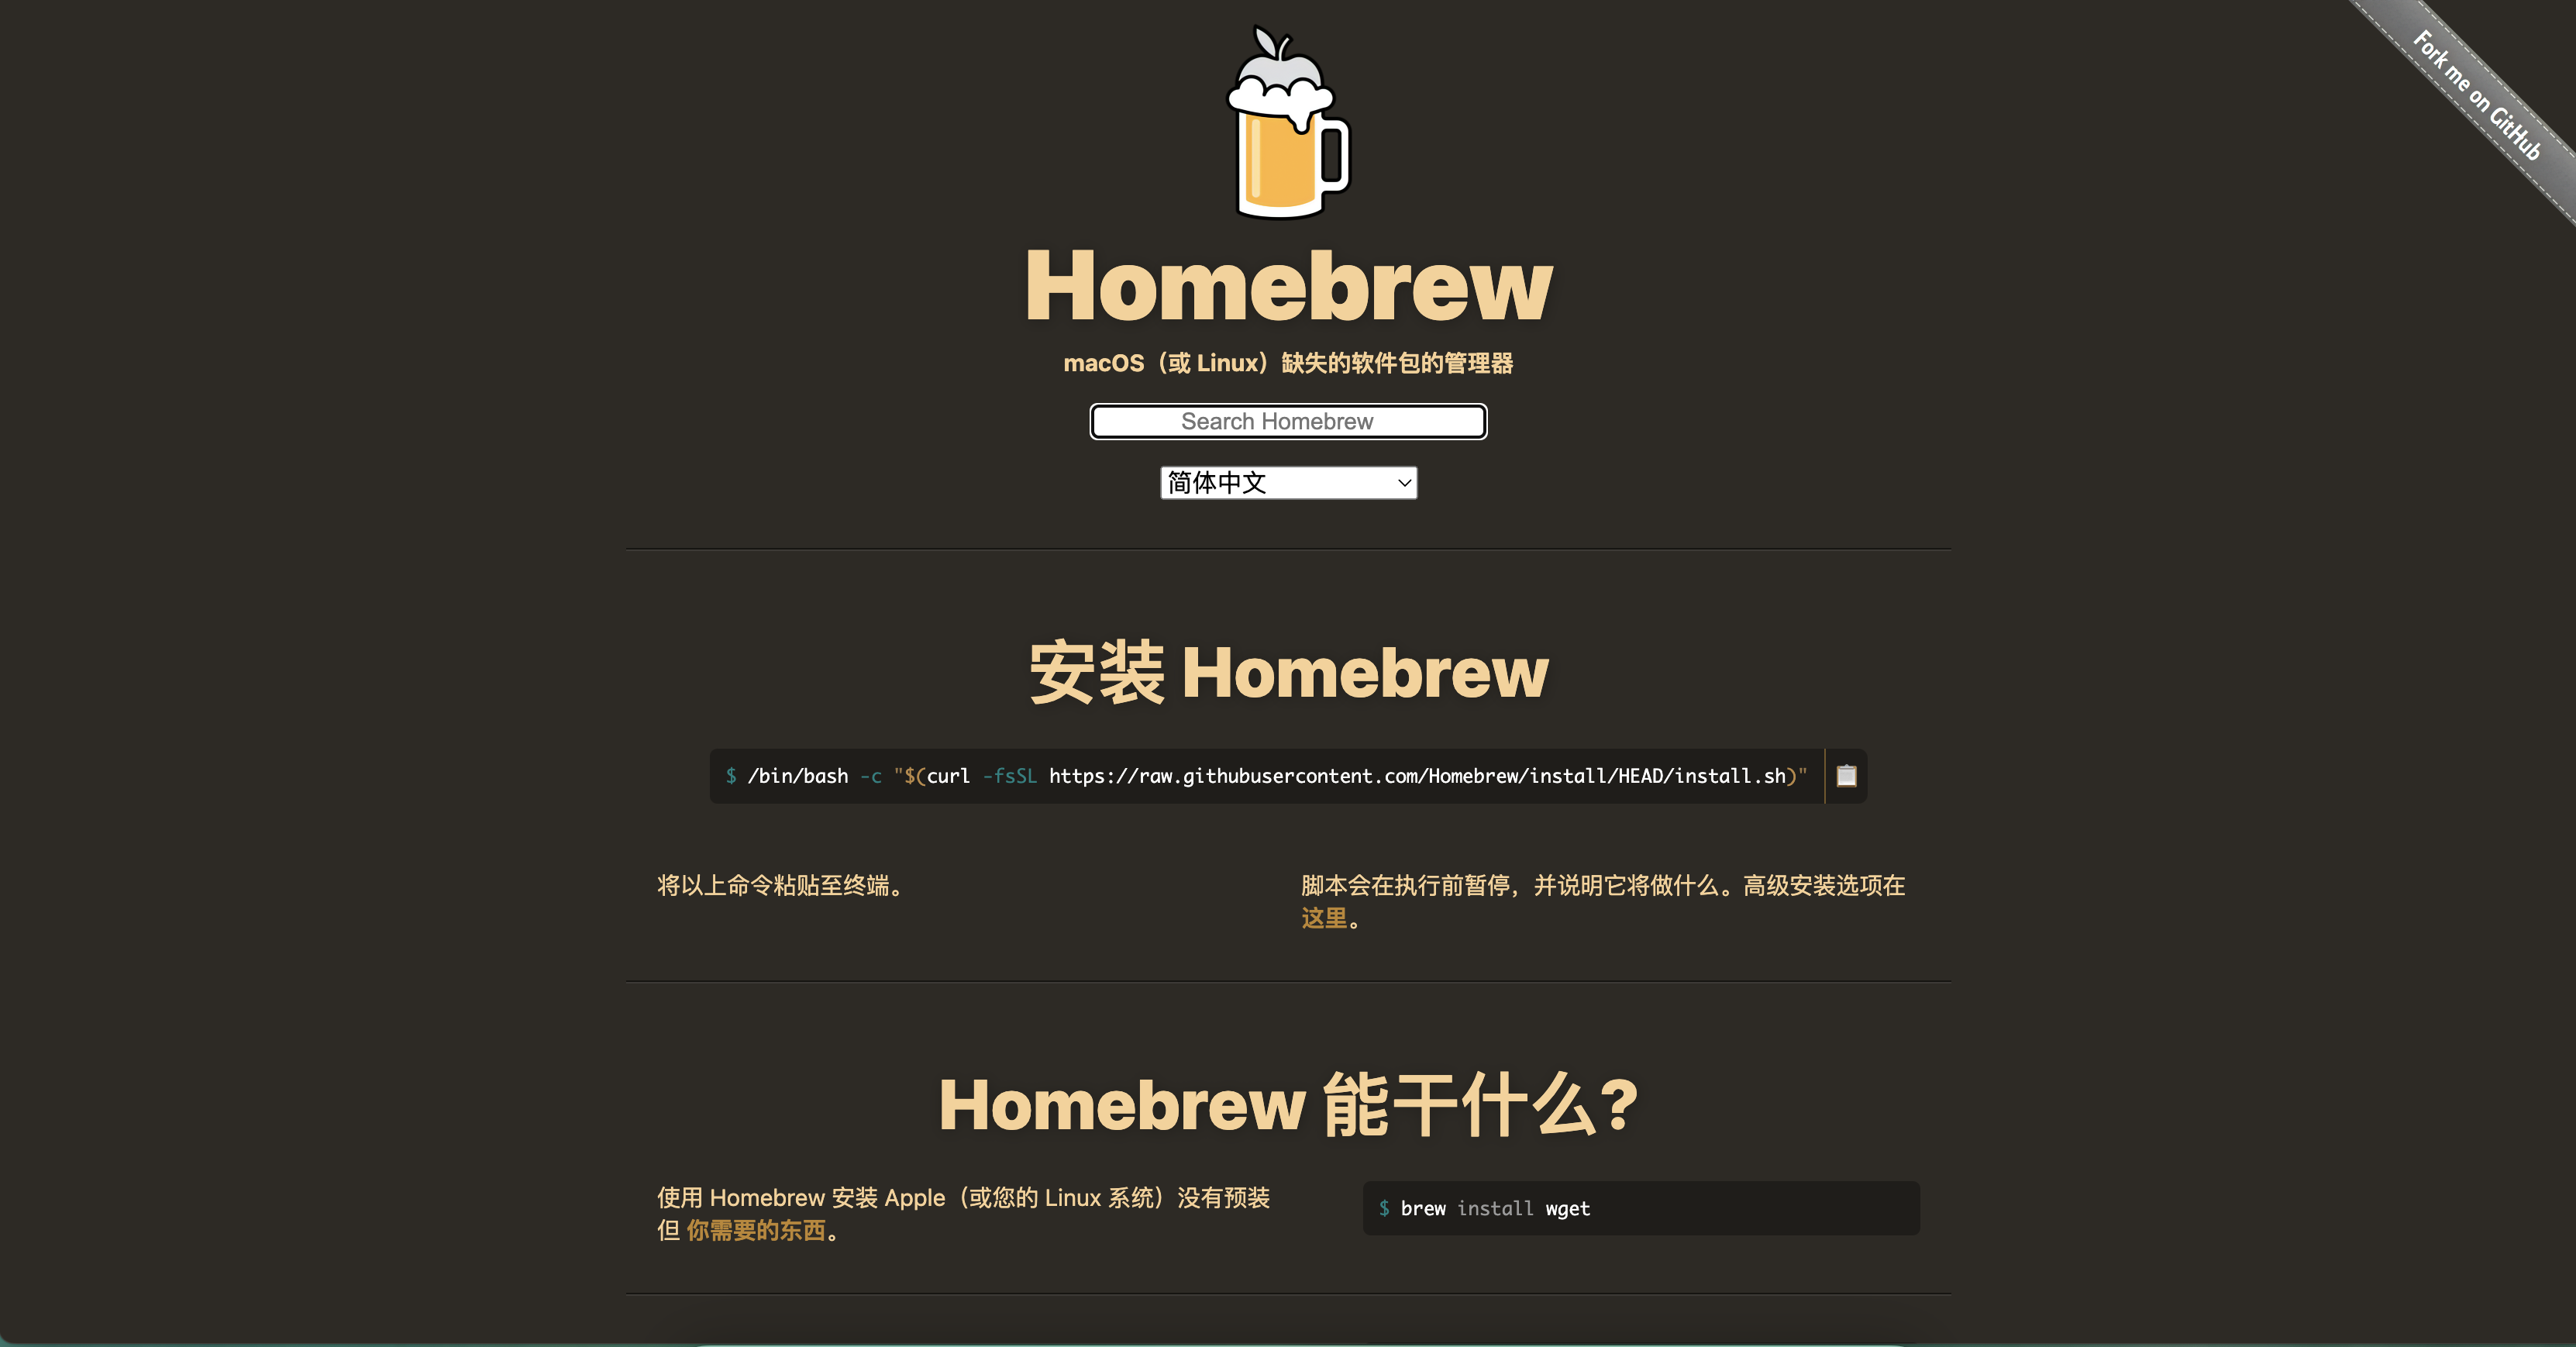 Fork me on GitHub
Homebrew
macOS（或 Linux）缺失的软件包的管理器
Search Homebrew
简体中文
安装 Homebrew
$ /bin/bash -c "$(curl -fsSL https://raw.githubusercontent.com/Homebrew/install/HEAD/install.sh)"
将以上命令粘贴至终端。
脚本会在执行前暂停，并说明它将做什么。高级安装选项在
这里。
Homebrew 能干什么?
使用 Homebrew 安装 Apple（或您的 Linux 系统）没有预装
但 你需要的东西。
$ brew install wget